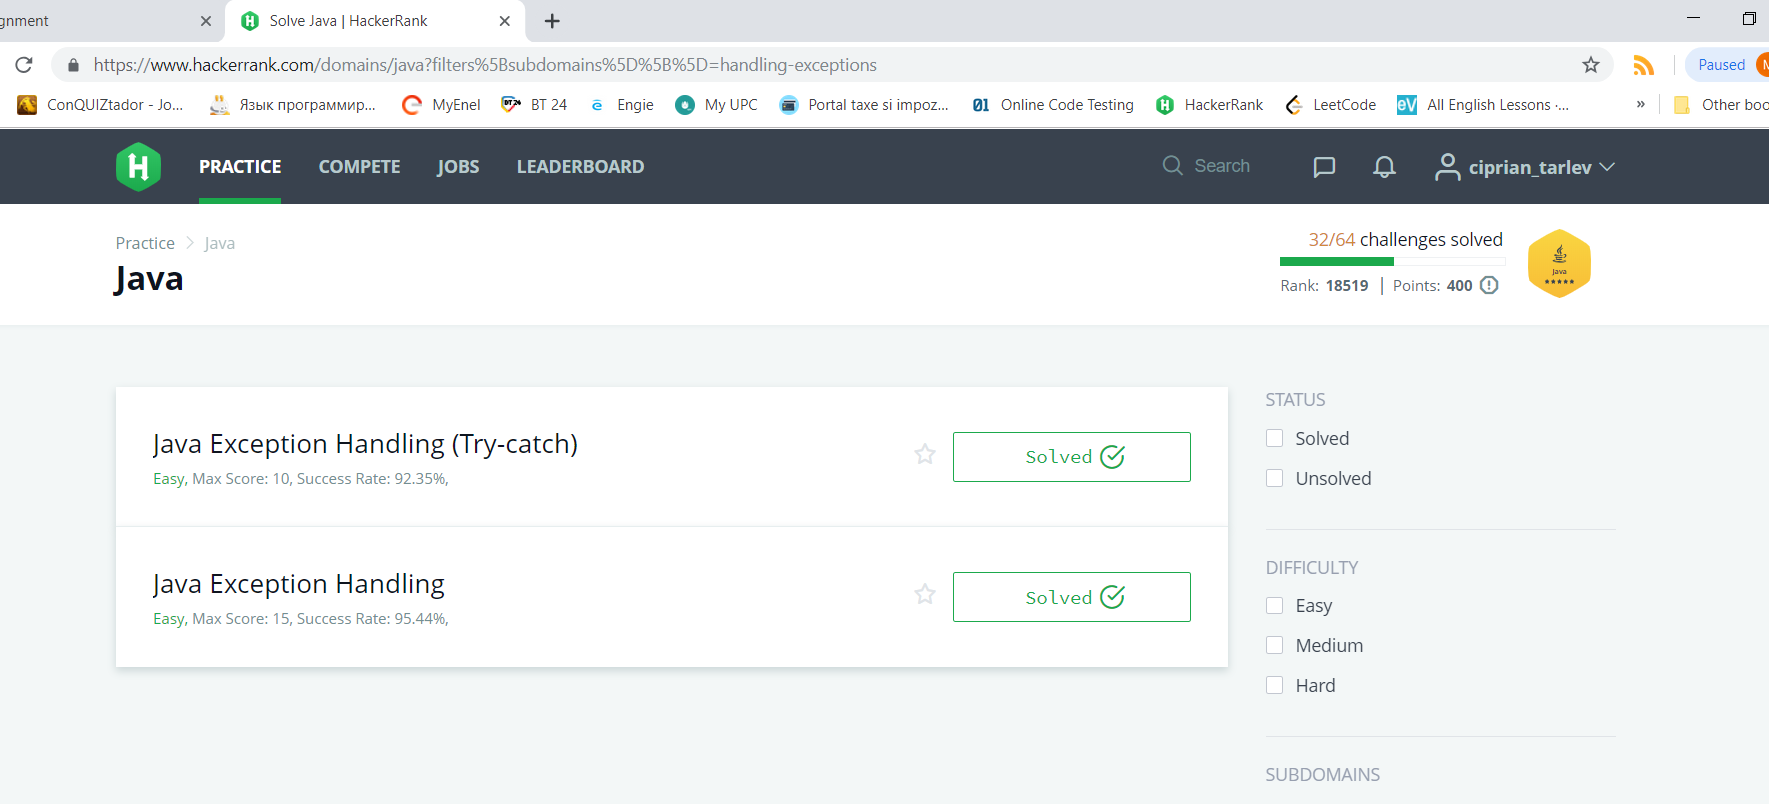 gnment
Solve Java | HackerRank
https://www.hackerrank.com/domains/java?filters%5Bsubdomains%5D%5B%5D=handling-exceptions
Paused M
ConQUIZtador - Jo... Язык программир... MyEnel BT 24 Engie My UPC Portal taxe si impoz... 01 Online Code Testing HackerRank LeetCode eV All English Lessons ·... » Other boo
H PRACTICE COMPETE JOBS LEADERBOARD Search ciprian_tarlev
Practice Java
Java
32/64 challenges solved
Rank: 18519 | Points: 400
Java
Java Exception Handling (Try-catch)
Easy, Max Score: 10, Success Rate: 92.35%,
Solved
Java Exception Handling
Easy, Max Score: 15, Success Rate: 95.44%,
Solved
STATUS
Solved
Unsolved
DIFFICULTY
Easy
Medium
Hard
SUBDOMAINS